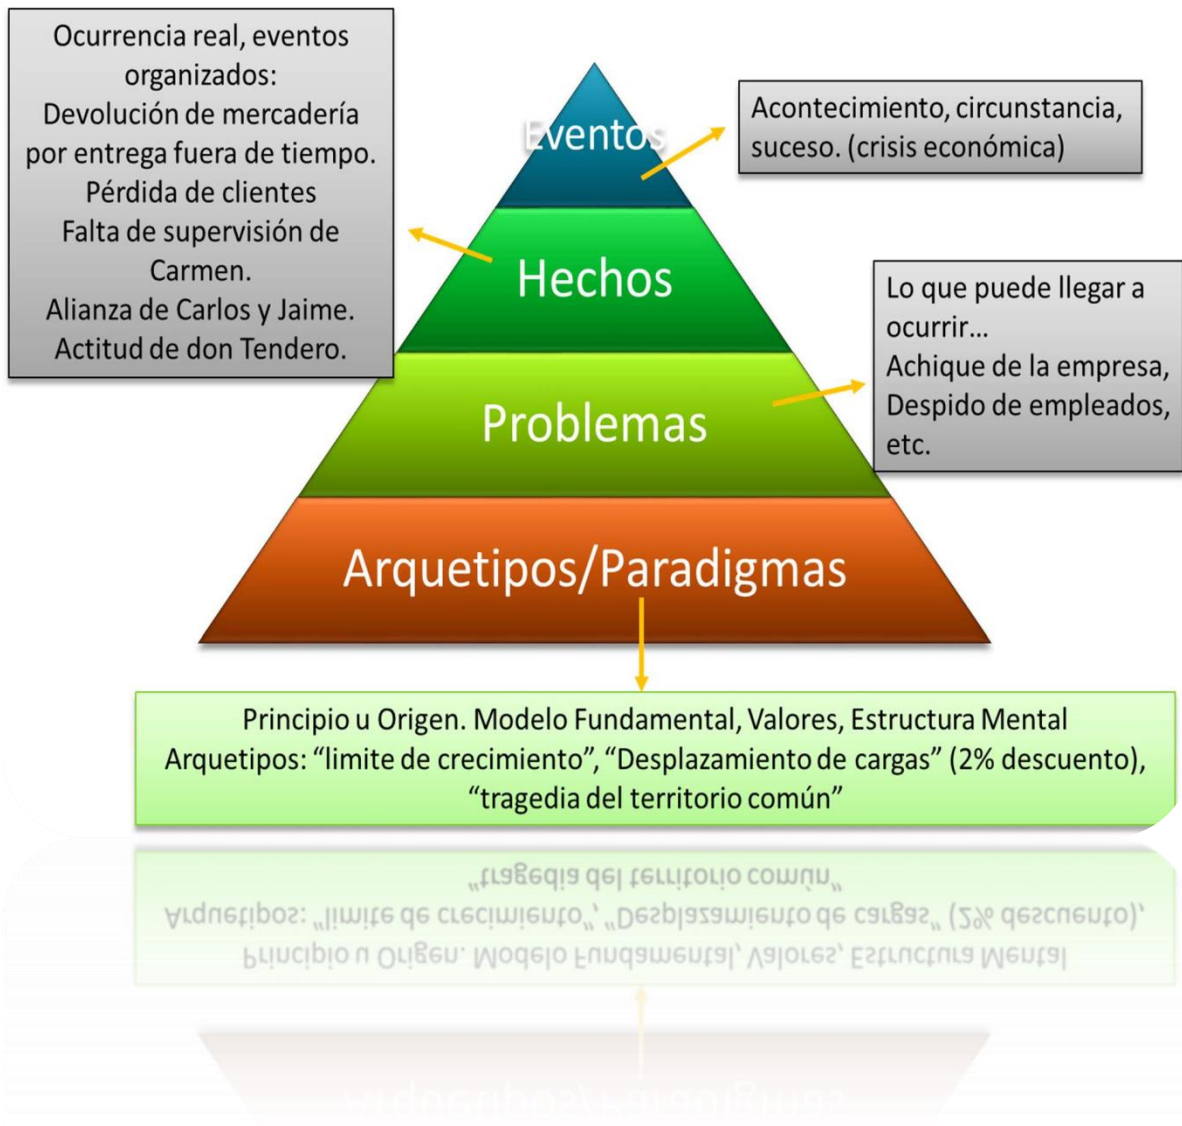 Ocurrencia real, eventos
organizados:
Devolución de mercadería
por entrega fuera de tiempo.
Pérdida de clientes
Falta de supervisión de
Carmen.
Alianza de Carlos y Jaime.
Actitud de don Tendero.
Eventos
Acontecimiento, circunstancia,
suceso. (crisis económica)
Hechos
Lo que puede llegar a
ocurrir...
Achique de la empresa,
Despido de empleados,
etc.
Problemas
Arquetipos/Paradigmas
Principio u Origen. Modelo Fundamental, Valores, Estructura Mental
Arquetipos: “limite de crecimiento”, “Desplazamiento de cargas” (2% descuento),
“tragedia del territorio común”